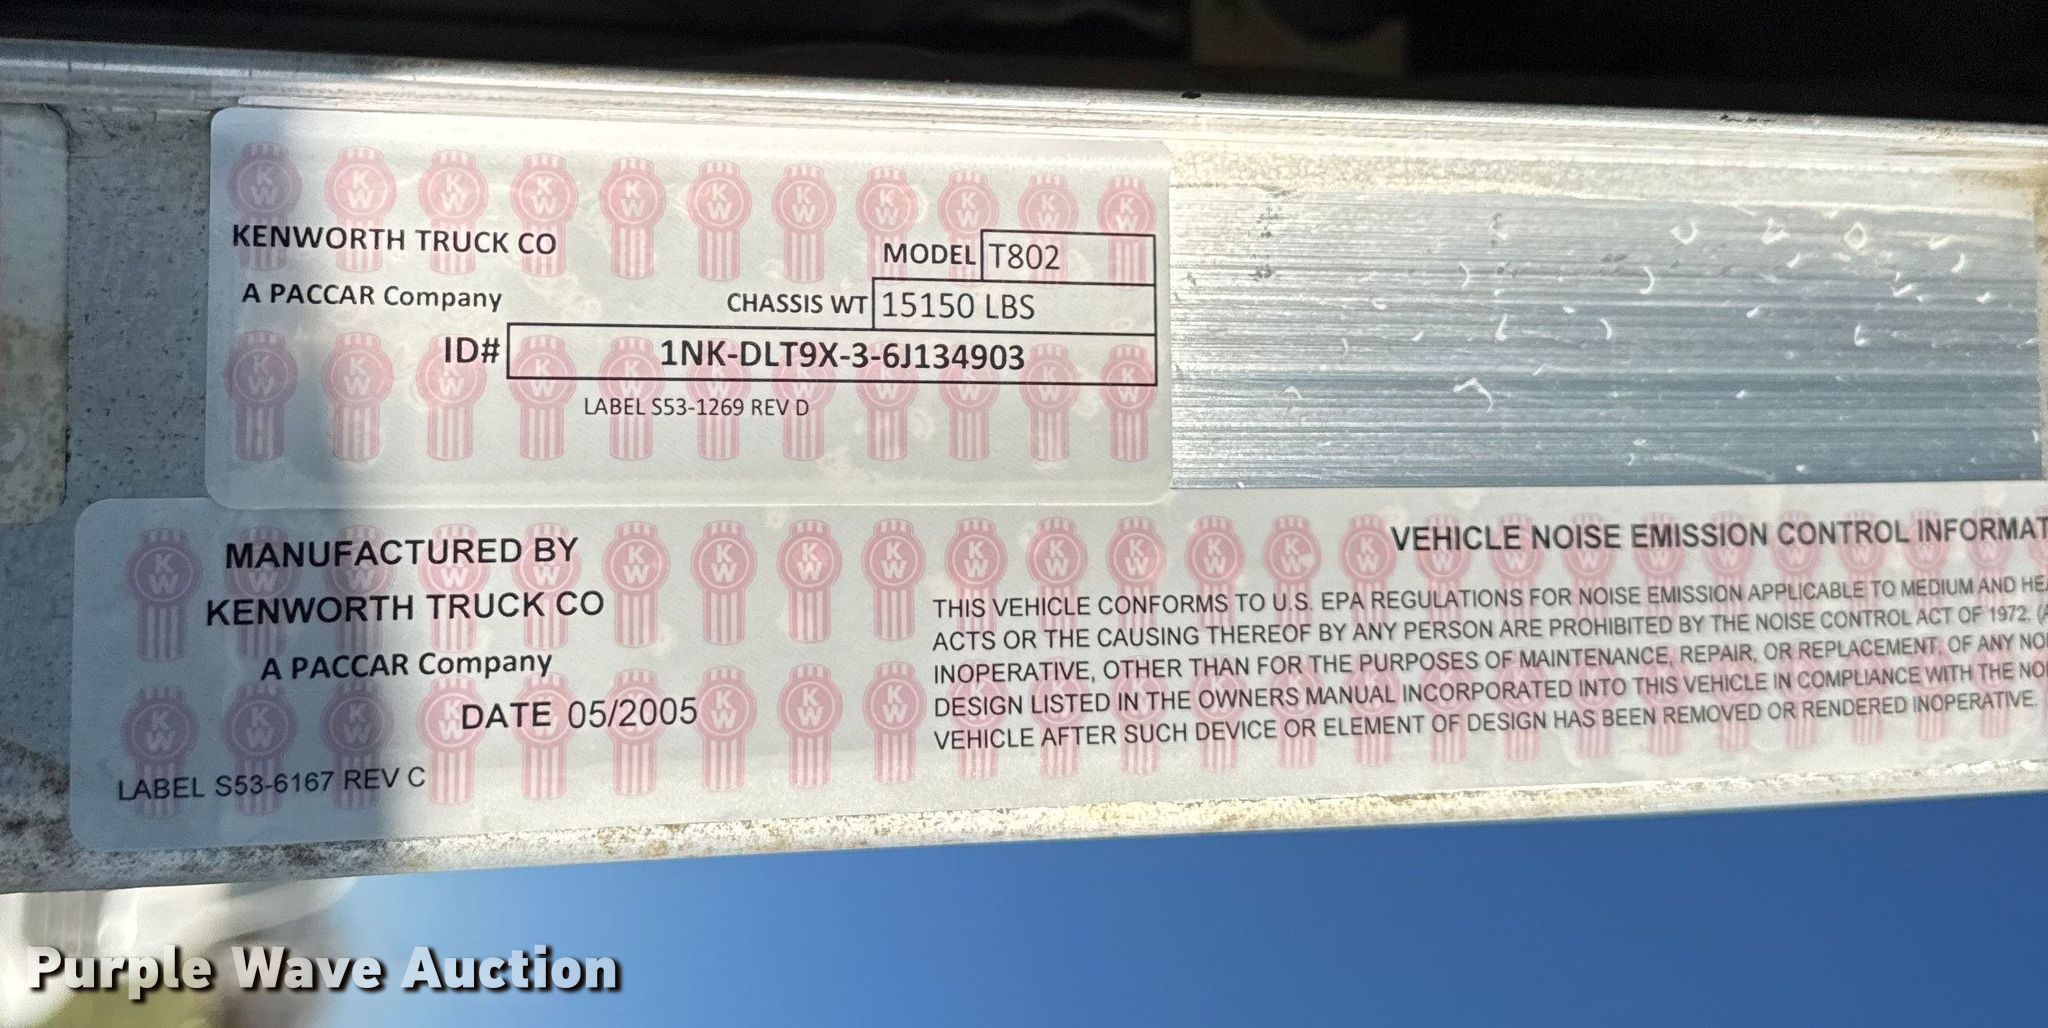 KENWORTH TRUCK CO
A PACCAR Company
MODEL T802
CHASSIS WT 15150 LBS
ID# 1NK-DLT9X-3-6J134903
LABEL S53-1269 REV D
MANUFACTURED BY
KENWORTH TRUCK CO
A PACCAR Company
DATE 05/2005
LABEL S53-6167 REV C
VEHICLE NOISE EMISSION CONTROL INFORMAT
THIS VEHICLE CONFORMS TO U.S. EPA REGULATIONS FOR NOISE EMISSION APPLICABLE TO MEDIUM AND HEA
ACTS OR THE CAUSING THEREOF BY ANY PERSON ARE PROHIBITED BY THE NOISE CONTROL ACT OF 1972. (A
INOPERATIVE, OTHER THAN FOR THE PURPOSES OF MAINTENANCE, REPAIR, OR REPLACEMENT, OF ANY NOI
DESIGN LISTED IN THE OWNERS MANUAL INCORPORATED INTO THIS VEHICLE IN COMPLIANCE WITH THE NOI
VEHICLE AFTER SUCH DEVICE OR ELEMENT OF DESIGN HAS BEEN REMOVED OR RENDERED INOPERATIVE.
Purple Wave Auction